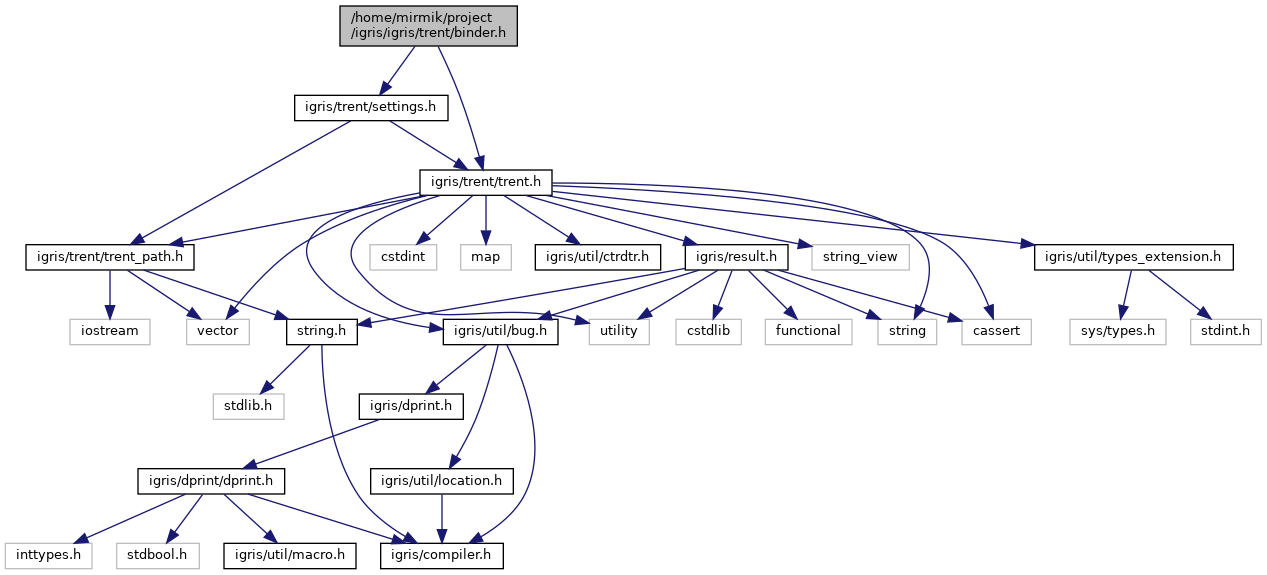 /home/mirmik/project
/igris/igris/trent/binder.h
igris/trent/settings.h
igris/trent/trent.h
igris/trent/trent_path.h
cstdint
map
igris/util/ctrdtr.h
igris/result.h
string_view
igris/util/types_extension.h
iostream
vector
string.h
igris/util/bug.h
utility
cstdlib
functional
string
cassert
sys/types.h
stdint.h
stdlib.h
igris/dprint.h
igris/dprint/dprint.h
igris/util/location.h
inttypes.h
stdbool.h
igris/util/macro.h
igris/compiler.h